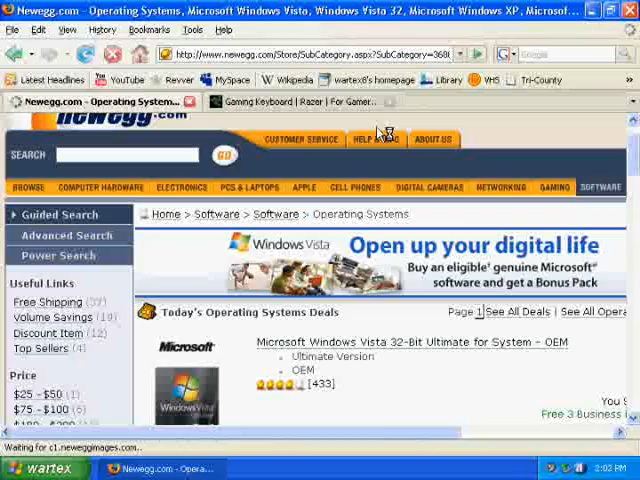 Newegg.com - Operating Systems, Microsoft Windows Vista, Windows Vista 32, Microsoft Windows XP, Microsof...
File Edit View History Bookmarks Tools Help
http://www.newegg.com/Store/SubCategory.aspx?SubCategory=368 Google
Latest Headlines YouTube Revver MySpace Wikipedia wartex8's homepage Library VHS Tri-County
Newegg.com - Operating System... Gaming Keyboard | Razer | For Gamer...
newegg.com
CUSTOMER SERVICE HELP ABOUT US
SEARCH GO
BROWSE COMPUTER HARDWARE ELECTRONICS PCS & LAPTOPS APPLE CELL PHONES DIGITAL CAMERAS NETWORKING GAMING SOFTWARE
Guided Search
Advanced Search
Power Search
Useful Links
Free Shipping (37)
Volume Savings (19)
Discount Item (12)
Top Sellers (4)
Price
$25 - $50 (1)
$75 - $100 (6)
Home > Software > Software > Operating Systems
Windows Vista Open up your digital life
Buy an eligible genuine Microsoft
software and get a Bonus Pack
Today's Operating Systems Deals Page 1 See All Deals | See All Opera
Microsoft Microsoft Windows Vista 32-Bit Ultimate for System - OEM
Ultimate Version
OEM
[433]
Windows Vista
You S
Free 3 Business
Waiting for c1.neweggimages.com...
wartex Newegg.com - Opera... 2:02 PM